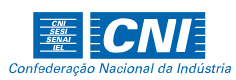 CNI
SESI
SENAI
IEL
CNI
Confederação Nacional da Indústria